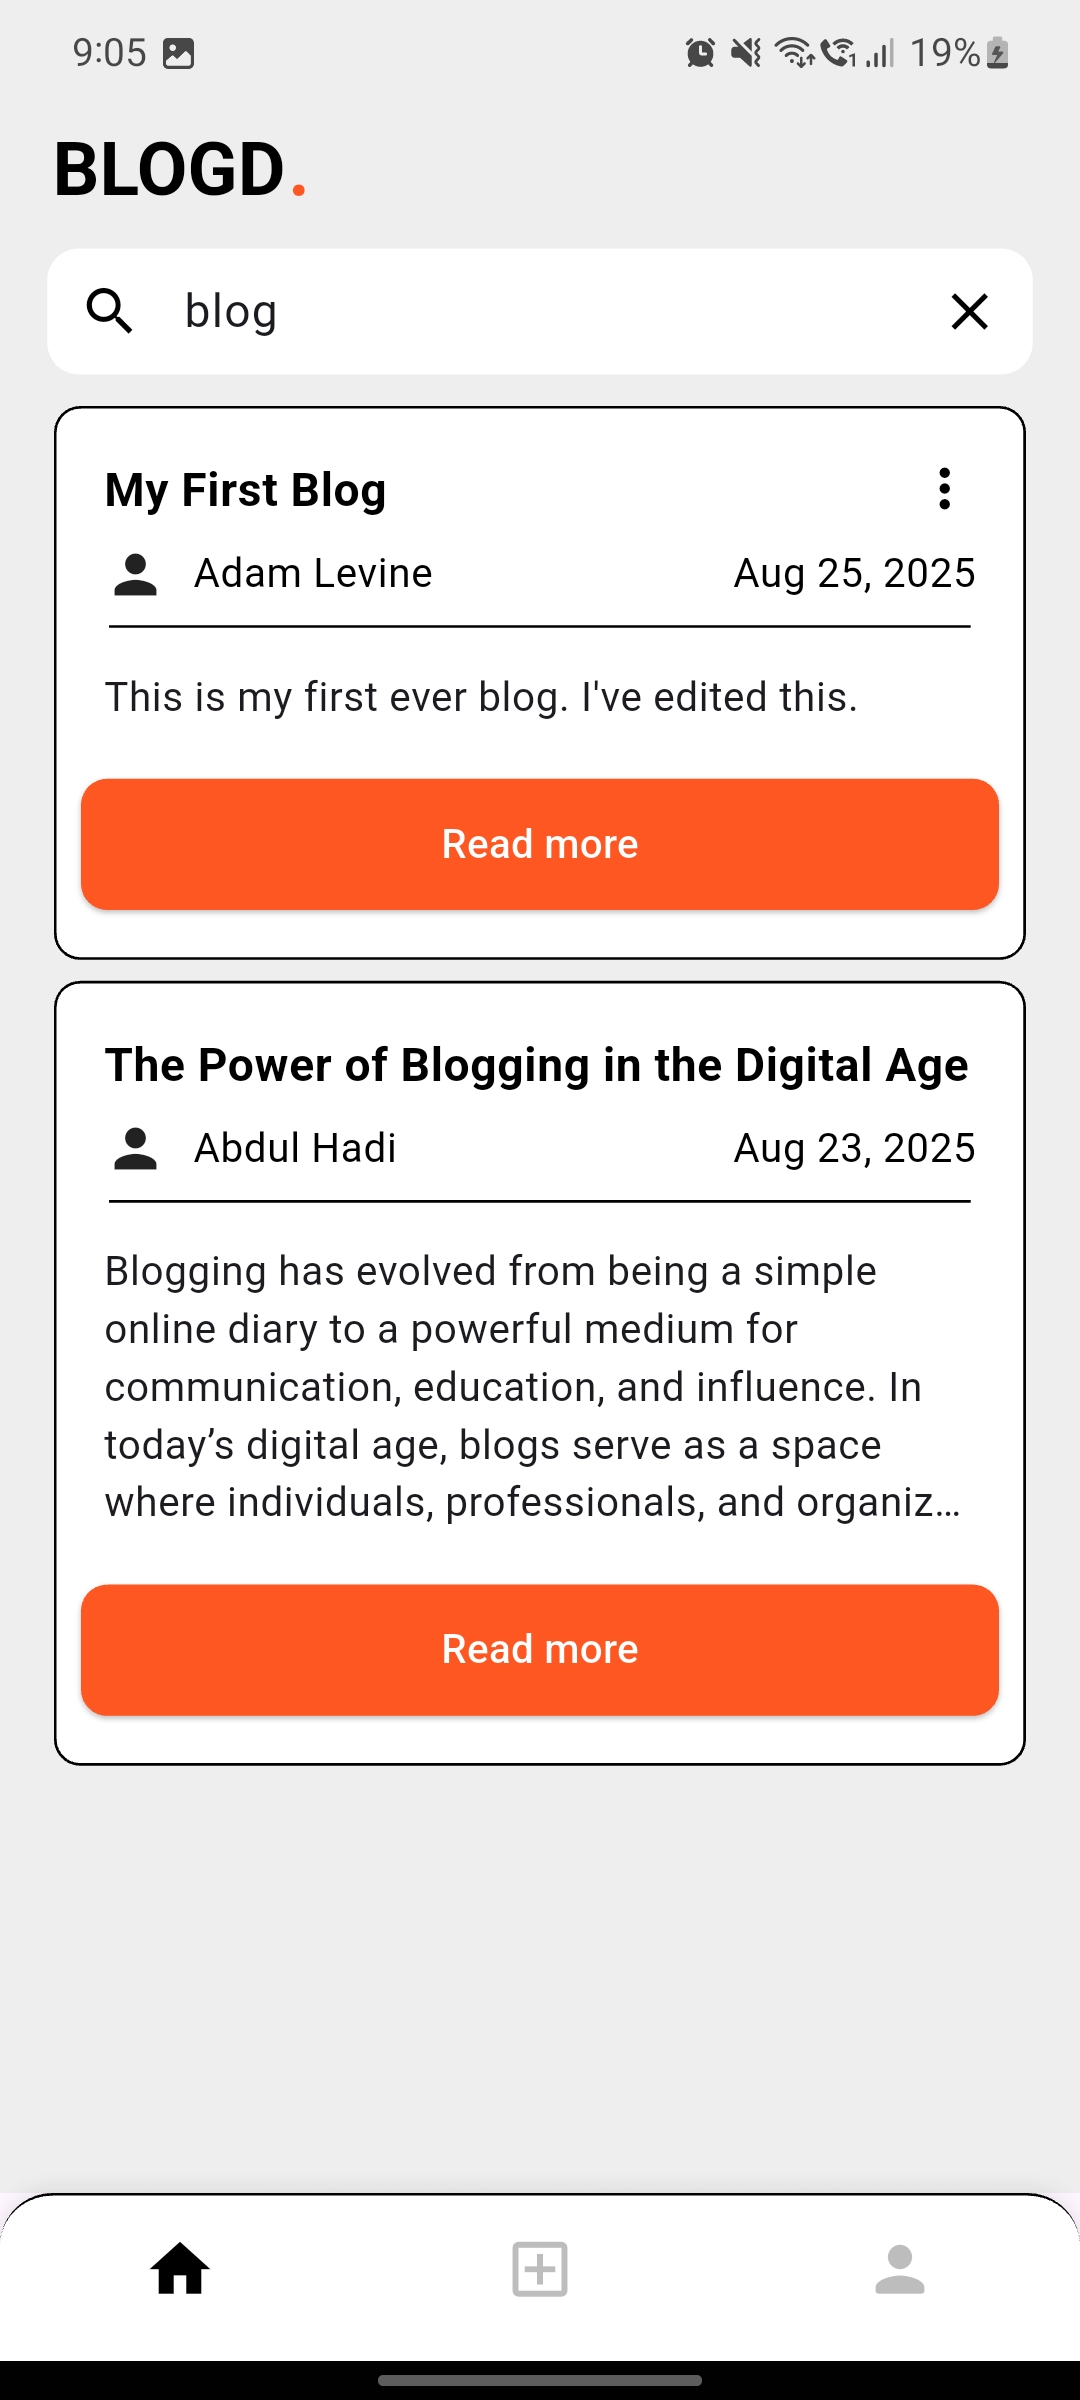 9:05 19%
BLOGD.
blog
My First Blog
Adam Levine Aug 25, 2025
This is my first ever blog. I've edited this.
Read more
The Power of Blogging in the Digital Age
Abdul Hadi Aug 23, 2025
Blogging has evolved from being a simple
online diary to a powerful medium for
communication, education, and influence. In
today’s digital age, blogs serve as a space
where individuals, professionals, and organiz…
Read more